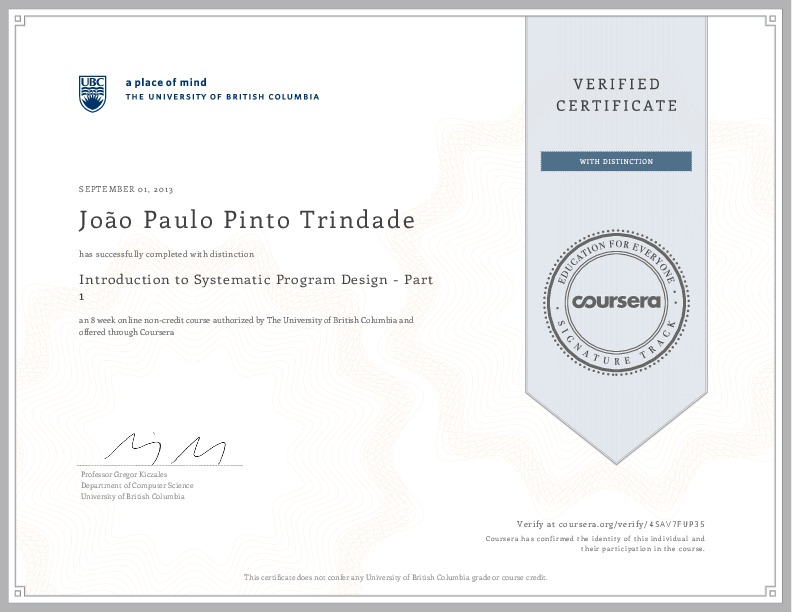 UBC
a place of mind
THE UNIVERSITY OF BRITISH COLUMBIA
VERIFIED
CERTIFICATE
WITH DISTINCTION
SEPTEMBER 01, 2013
João Paulo Pinto Trindade
has successfully completed with distinction
Introduction to Systematic Program Design - Part
1
an 8 week online non-credit course authorized by The University of British Columbia and
offered through Coursera
EDUCATION FOR EVERYONE
coursera
SIGNATURE TRACK
Professor Gregor Kiczales
Department of Computer Science
University of British Columbia
Verify at coursera.org/verify/4SAV7FUP35
Coursera has confirmed the identity of this individual and
their participation in the course.
This certificate does not confer any University of British Columbia grade or course credit.